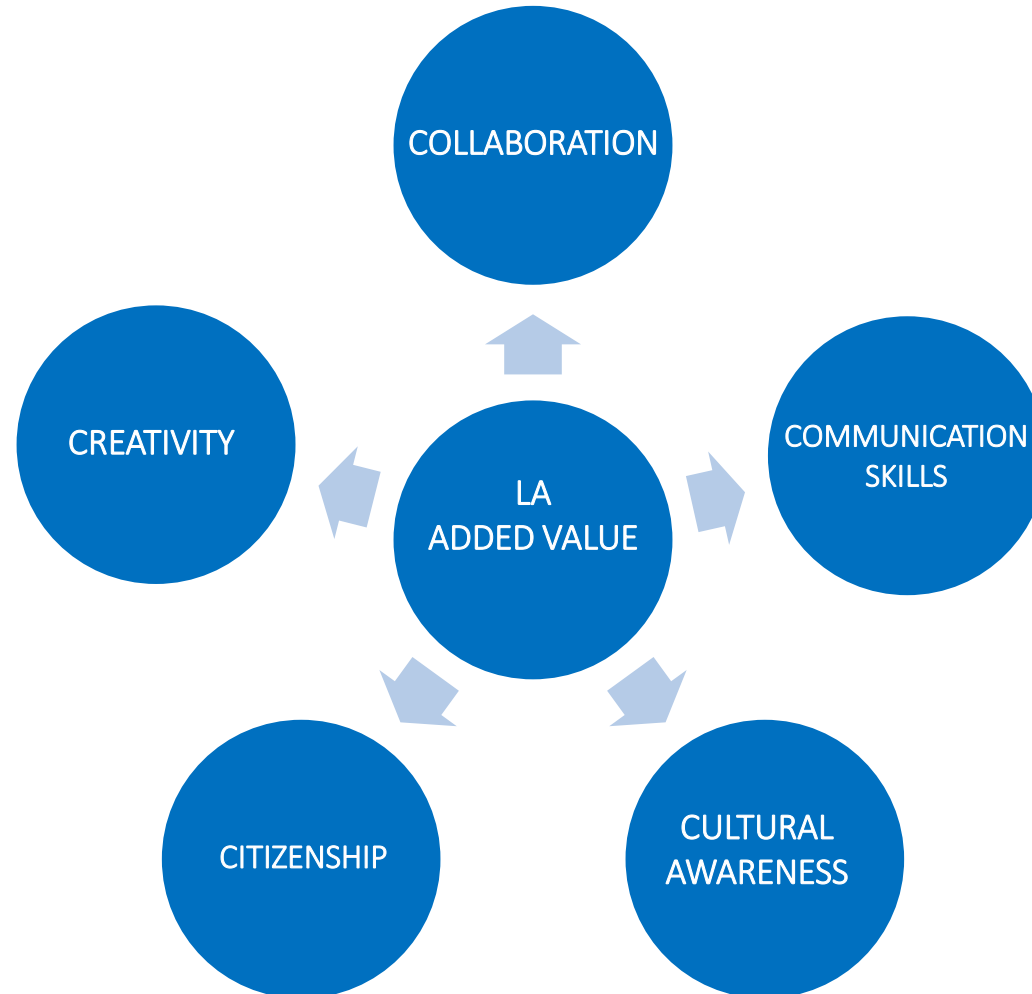 COLLABORATION
CREATIVITY
COMMUNICATION
SKILLS
LA
ADDED VALUE
CITIZENSHIP
CULTURAL
AWARENESS